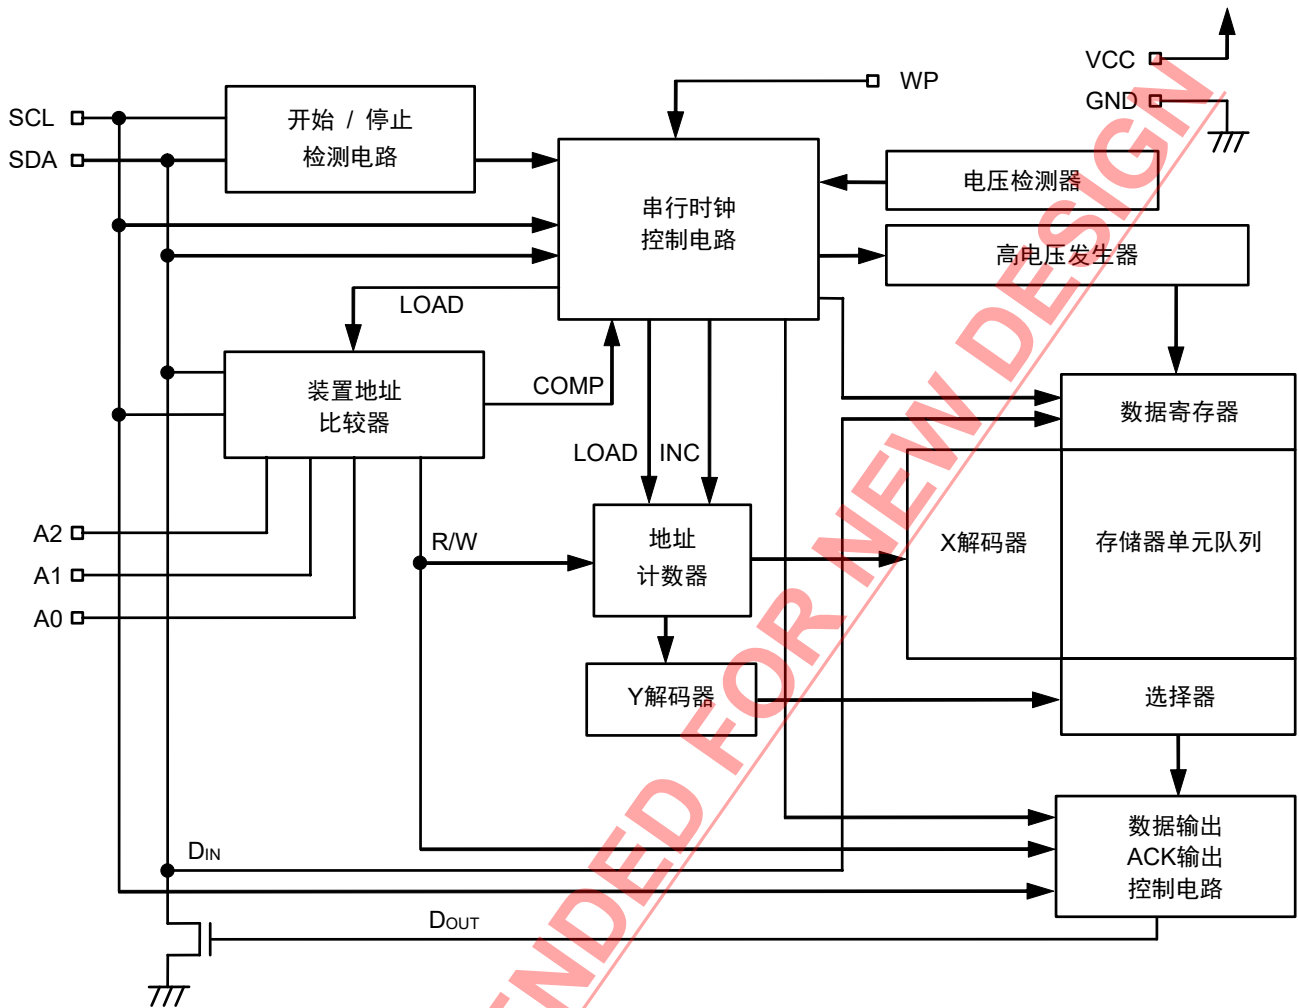 VCC
WP
GND
SCL
SDA
开始 / 停止
检测电路
电压检测器
串行时钟
控制电路
高电压发生器
LOAD
COMP
装置地址
比较器
数据寄存器
LOAD
INC
A2
A1
A0
R/W
地址
计数器
X解码器
存储器单元队列
Y解码器
选择器
DIN
数据输出
ACK输出
控制电路
DOUT
ENDED FOR NEW DESIGN